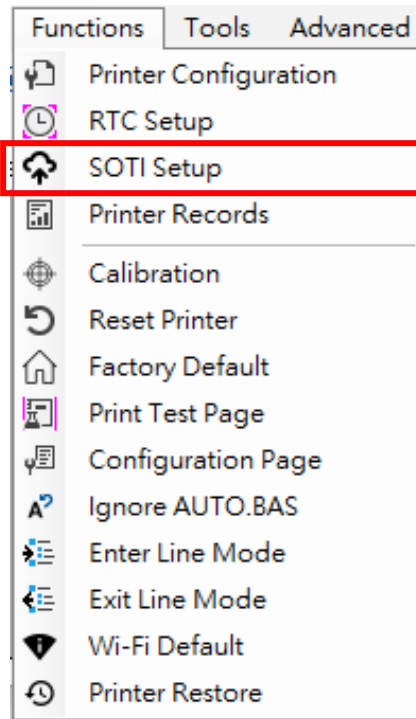 Functions Tools Advanced
Printer Configuration
RTC Setup
SOTI Setup
Printer Records
Calibration
Reset Printer
Factory Default
Print Test Page
Configuration Page
Ignore AUTO.BAS
Enter Line Mode
Exit Line Mode
Wi-Fi Default
Printer Restore